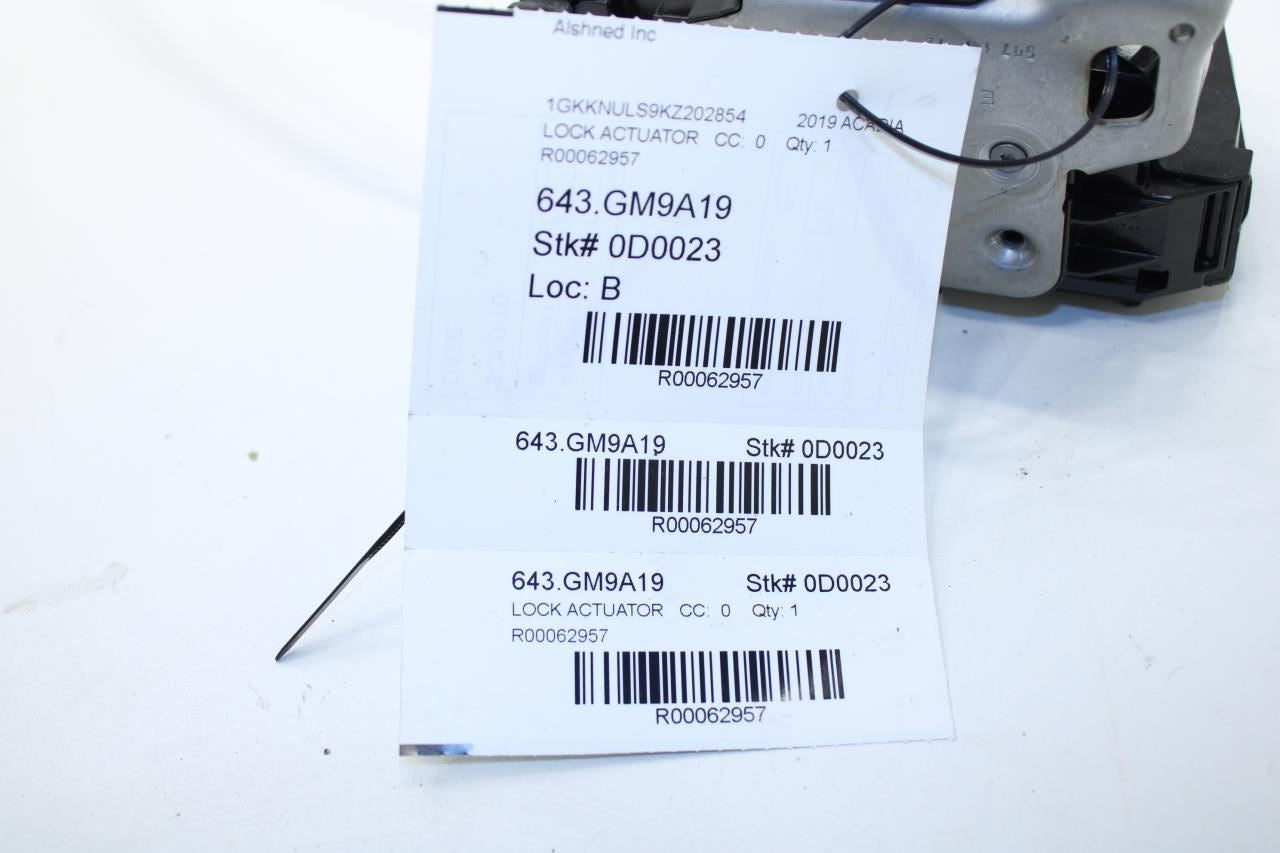 Alshned Inc
1GKKNULS9KZ202854 2019 ACADIA
LOCK ACTUATOR CC: 0 Qty: 1
R00062957
643.GM9A19
Stk# 0D0023
Loc: B
R00062957
643.GM9A19 Stk# 0D0023
R00062957
643.GM9A19 Stk# 0D0023
LOCK ACTUATOR CC: 0 Qty: 1
R00062957
R00062957